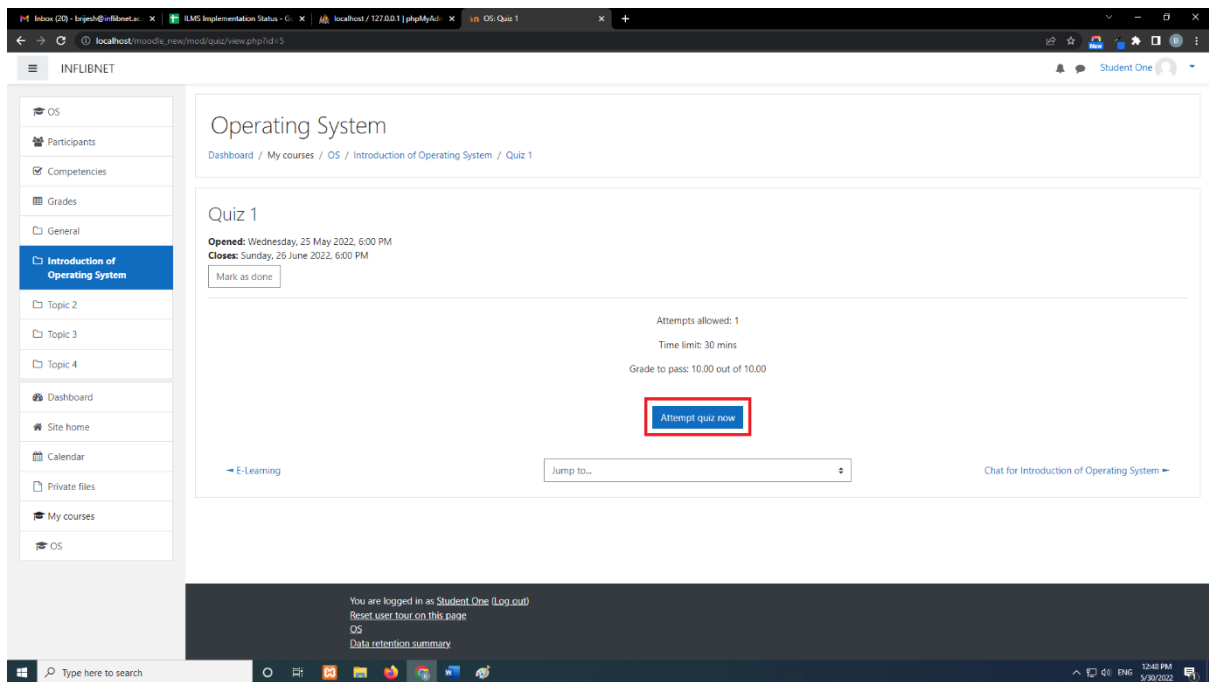 Inbox (20) - brijesh@inflibnet.ac.
ILMS Implementation Status - Go
localhost / 127.0.0.1 | phpMyAdm
OS: Quiz 1
localhost/moodle_new/mod/quiz/view.php?id=5
New
B
INFLIBNET
Student One
OS
Participants
Competencies
Grades
General
Introduction of
Operating System
Topic 2
Topic 3
Topic 4
Dashboard
Site home
Calendar
Private files
My courses
OS
Operating System
Dashboard / My courses / OS / Introduction of Operating System / Quiz 1
Quiz 1
Opened: Wednesday, 25 May 2022, 6:00 PM
Closes: Sunday, 26 June 2022, 6:00 PM
Mark as done
Attempts allowed: 1
Time limit: 30 mins
Grade to pass: 10.00 out of 10.00
Attempt quiz now
◄ E-Learning
Jump to...
Chat for Introduction of Operating System ►
You are logged in as Student One (Log out)
Reset user tour on this page
OS
Data retention summary
Type here to search
ENG
12:48 PM
5/30/2022